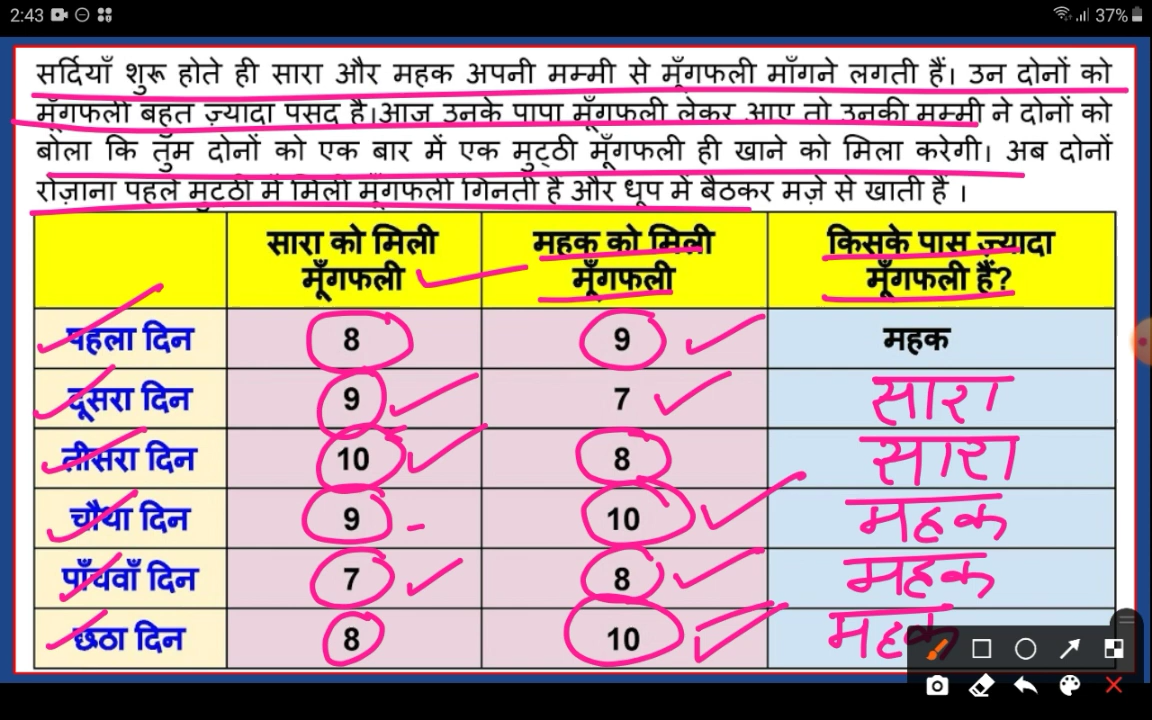 2:43
37%
सर्दियाँ शुरू होते ही सारा और महक अपनी मम्मी से मूँगफली माँगने लगती हैं। उन दोनों को
मूँगफली बहुत ज़्यादा पसद है।आज उनके पापा मूँगफली लेकर आए तो उनकी मम्मी ने दोनों को
बोला कि तुम दोनों को एक बार में एक मुट्ठी मूँगफली ही खाने को मिला करेगी। अब दोनों
रोज़ाना पहले मुट्ठी में मिली मूँगफली गिनती हैं और धूप में बैठकर मज़े से खाती हैं ।
सारा को मिली मूँगफली महक को मिली मूँगफली किसके पास ज़्यादा मूँगफली हैं?
पहला दिन 8 9 महक
दूसरा दिन 9 7 सारा
तीसरा दिन 10 8 सारा
चौथा दिन 9 10 महक
पाँचवाँ दिन 7 8 महक
छठा दिन 8 10 महक